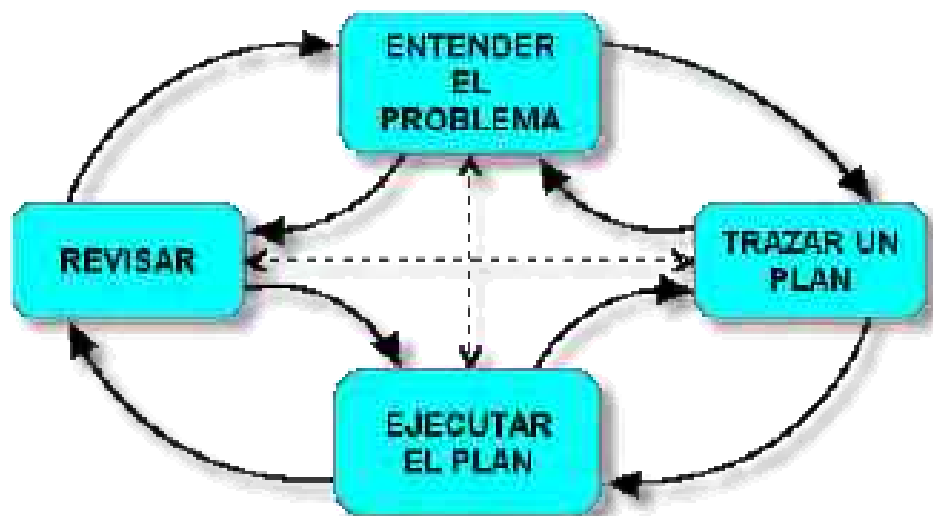 ENTENDER
EL
PROBLEMA
REVISAR
TRAZAR UN
PLAN
EJECUTAR
EL PLAN